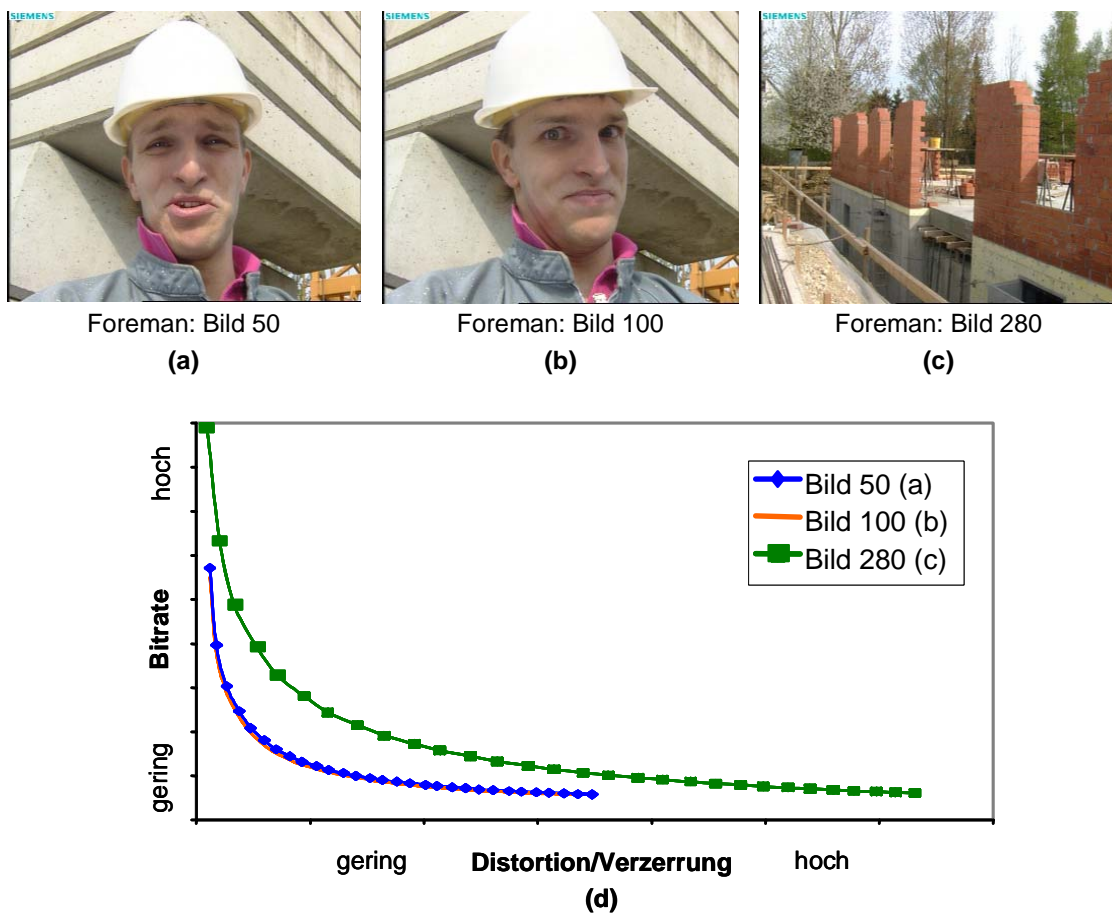 SIEMENS
SIEMENS
SIEMENS
Foreman: Bild 50
Foreman: Bild 100
Foreman: Bild 280
(a)
(b)
(c)
hoch
Bitrate
gering
Bild 50 (a)
Bild 100 (b)
Bild 280 (c)
gering
Distortion/Verzerrung
hoch
(d)